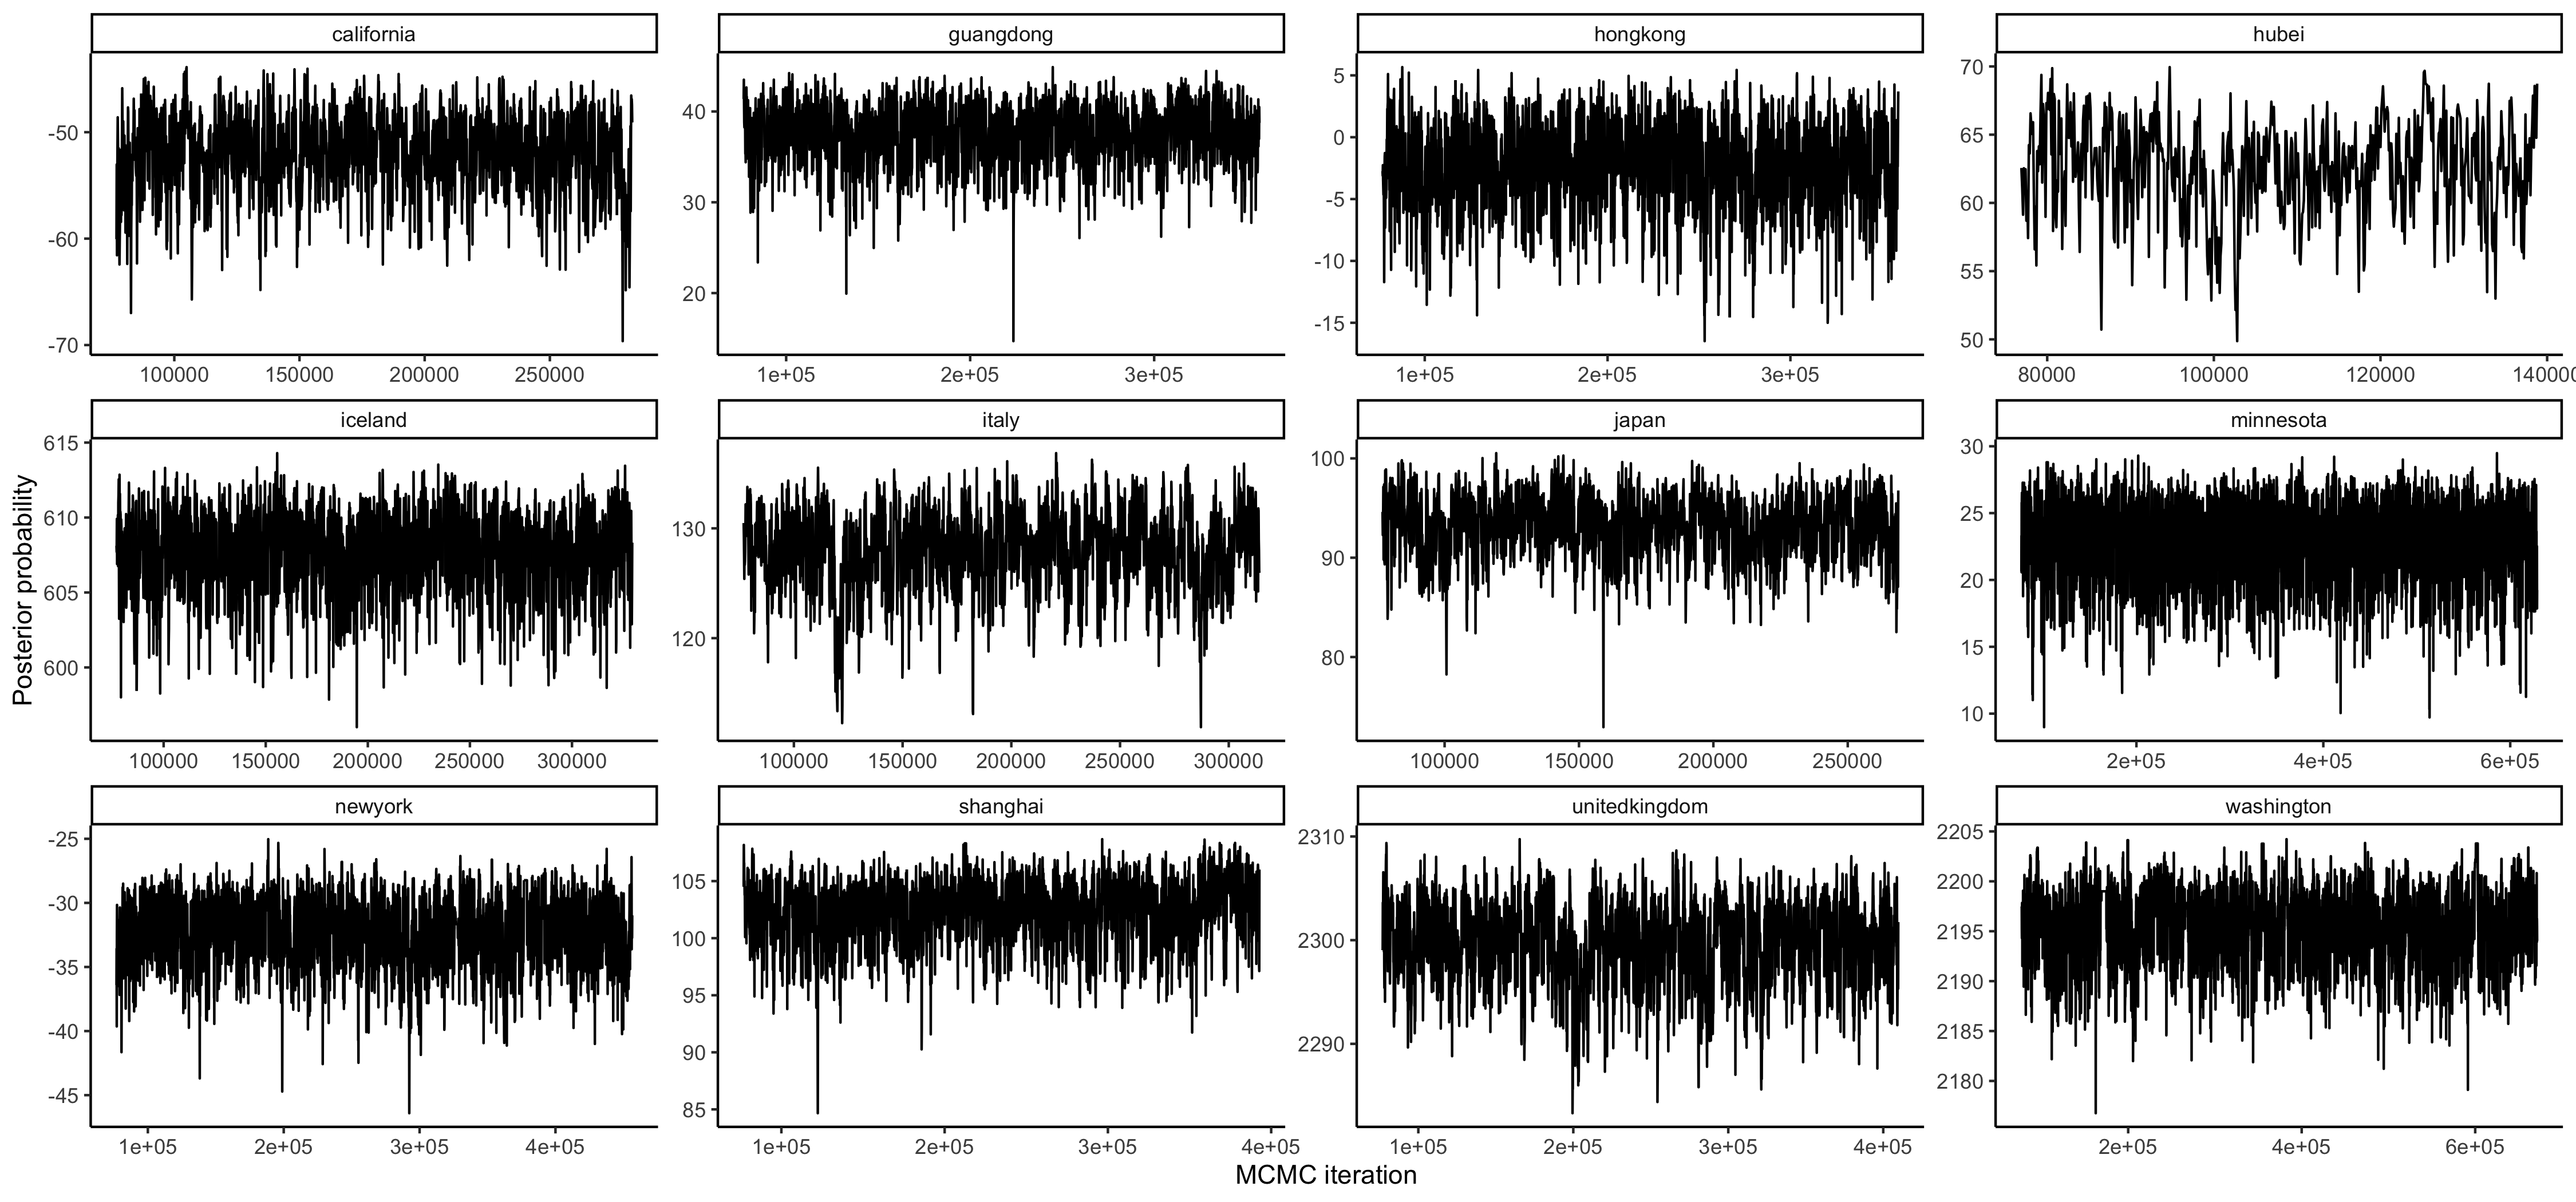 california
guangdong
hongkong
hubei
-50
-60
-70
40
30
20
5
0
-5
-10
-15
70
65
60
55
50
100000 150000 200000 250000
1e+05 2e+05 3e+05
1e+05 2e+05 3e+05
80000 100000 120000 14000
iceland
italy
japan
minnesota
615
610
605
600
130
120
100
90
80
30
25
20
15
10
100000 150000 200000 250000 300000
100000 150000 200000 250000 300000
100000 150000 200000 250000
2e+05 4e+05 6e+05
newyork
shanghai
unitedkingdom
washington
-25
-30
-35
-40
-45
105
100
95
90
85
2310
2300
2290
2205
2200
2195
2190
2185
2180
1e+05 2e+05 3e+05 4e+05
1e+05 2e+05 3e+05 4e+05
1e+05 2e+05 3e+05 4e+05
2e+05 4e+05 6e+05
Posterior probability
MCMC iteration